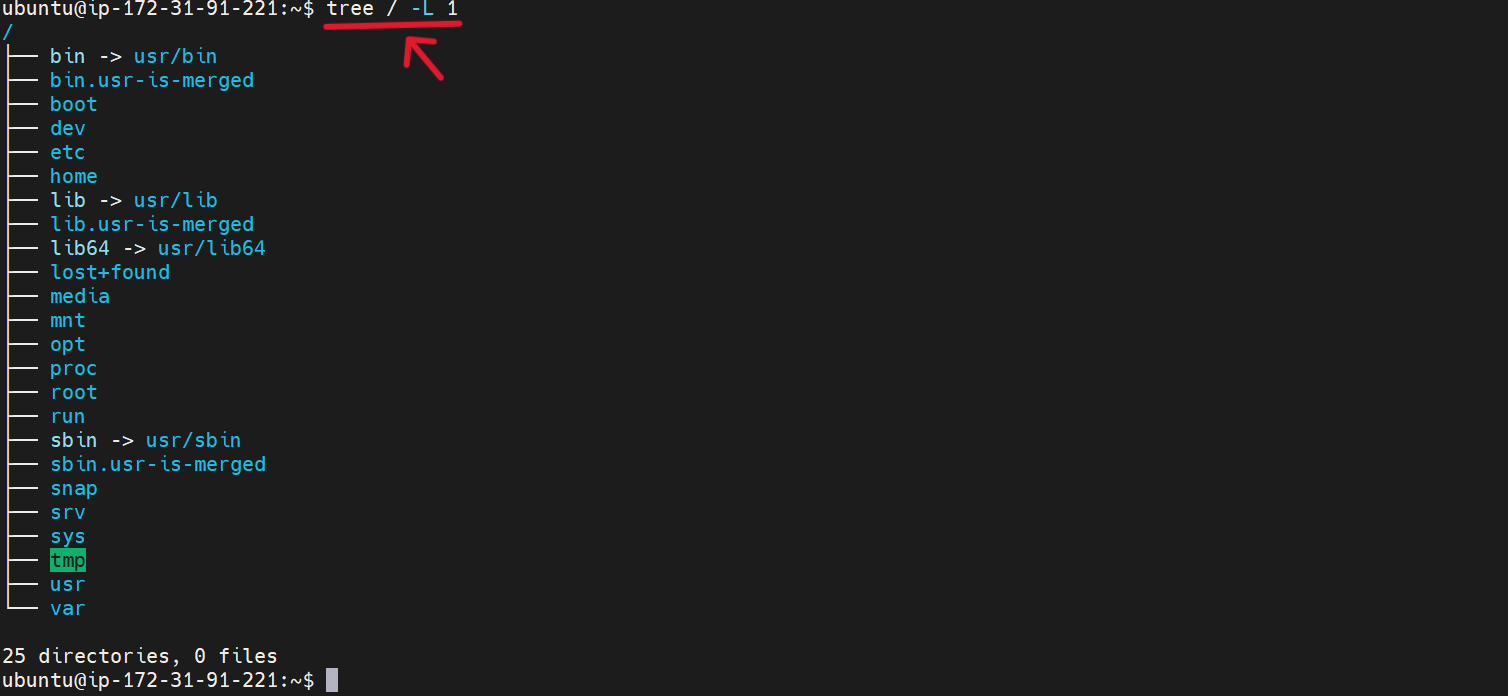 ubuntu@ip-172-31-91-221:~$ tree / -L 1
/
├── bin -> usr/bin
├── bin.usr-is-merged
├── boot
├── dev
├── etc
├── home
├── lib -> usr/lib
├── lib.usr-is-merged
├── lib64 -> usr/lib64
├── lost+found
├── media
├── mnt
├── opt
├── proc
├── root
├── run
├── sbin -> usr/sbin
├── sbin.usr-is-merged
├── snap
├── srv
├── sys
├── tmp
├── usr
└── var
25 directories, 0 files
ubuntu@ip-172-31-91-221:~$